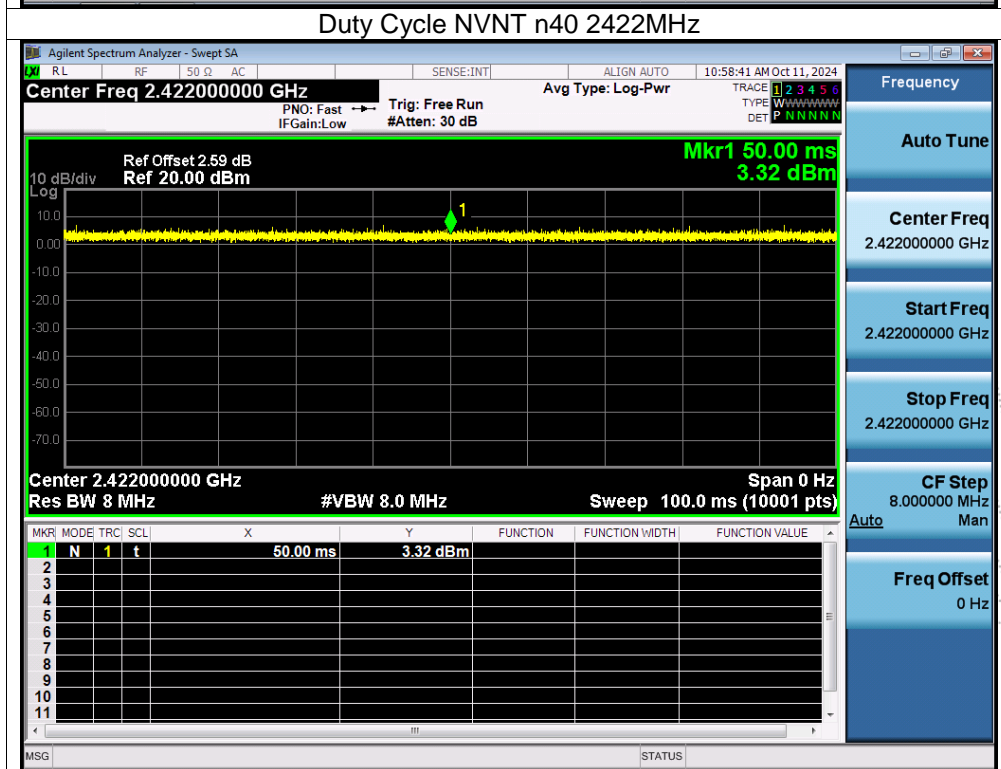 Duty Cycle NVNT n40 2422MHz
Agilent Spectrum Analyzer - Swept SA
LXI RL RF 50 Ω AC SENSE:INT ALIGN AUTO 10:58:41 AM Oct 11, 2024
Center Freq 2.422000000 GHz
PNO: Fast
IFGain:Low
Trig: Free Run
#Atten: 30 dB
Avg Type: Log-Pwr
TRACE 1 2 3 4 5 6
TYPE WWWWWWW
DET P N N N N N
Frequency
Mkr1 50.00 ms
3.32 dBm
Ref Offset 2.59 dB
Ref 20.00 dBm
10 dB/div
Log
10.0
0.00
-10.0
-20.0
-30.0
-40.0
-50.0
-60.0
-70.0
1
Center 2.422000000 GHz
Res BW 8 MHz
#VBW 8.0 MHz
Span 0 Hz
Sweep 100.0 ms (10001 pts)
MKR MODE TRC SCL X Y FUNCTION FUNCTION WIDTH FUNCTION VALUE
1 N 1 t 50.00 ms 3.32 dBm
2
3
4
5
6
7
8
9
10
11
MSG STATUS
Auto Tune
Center Freq
2.422000000 GHz
Start Freq
2.422000000 GHz
Stop Freq
2.422000000 GHz
CF Step
8.000000 MHz
Auto Man
Freq Offset
0 Hz